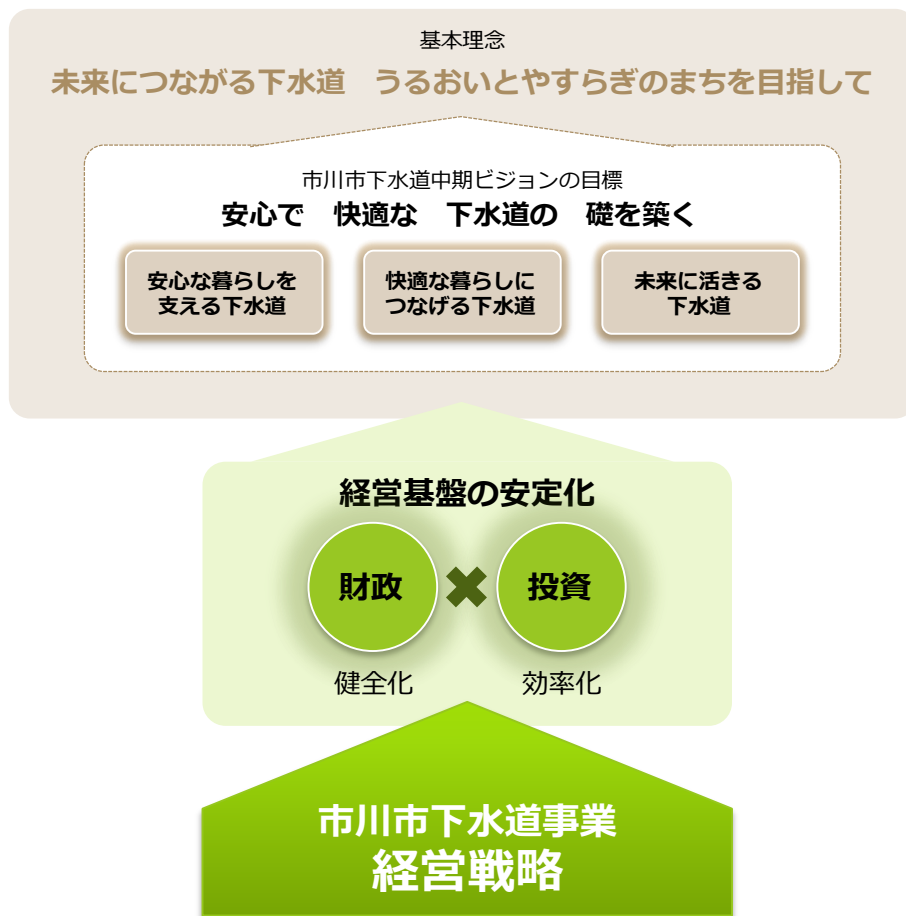 基本理念
未来につながる下水道　うるおいとやすらぎのまちを目指して
市川市下水道中期ビジョンの目標
安心で　快適な　下水道の　礎を築く
安心な暮らしを
支える下水道
快適な暮らしに
つなげる下水道
未来に活きる
下水道
経営基盤の安定化
財政
投資
健全化
効率化
市川市下水道事業
経営戦略